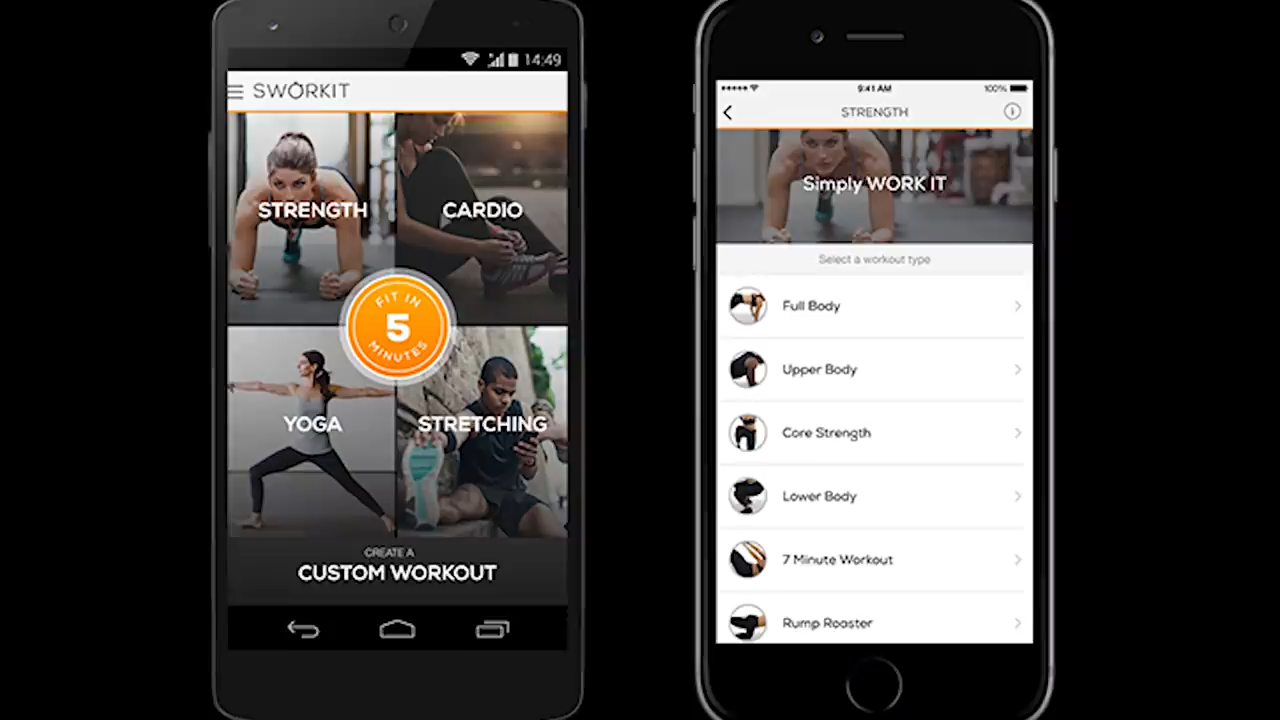 14:49
SWORKIT
STRENGTH
CARDIO
FIT IN
5
MINUTES
YOGA
STRETCHING
CREATE A
CUSTOM WORKOUT
9:41 AM
100%
STRENGTH
Simply WORK IT
Select a workout type
Full Body
Upper Body
Core Strength
Lower Body
7 Minute Workout
Rump Roaster